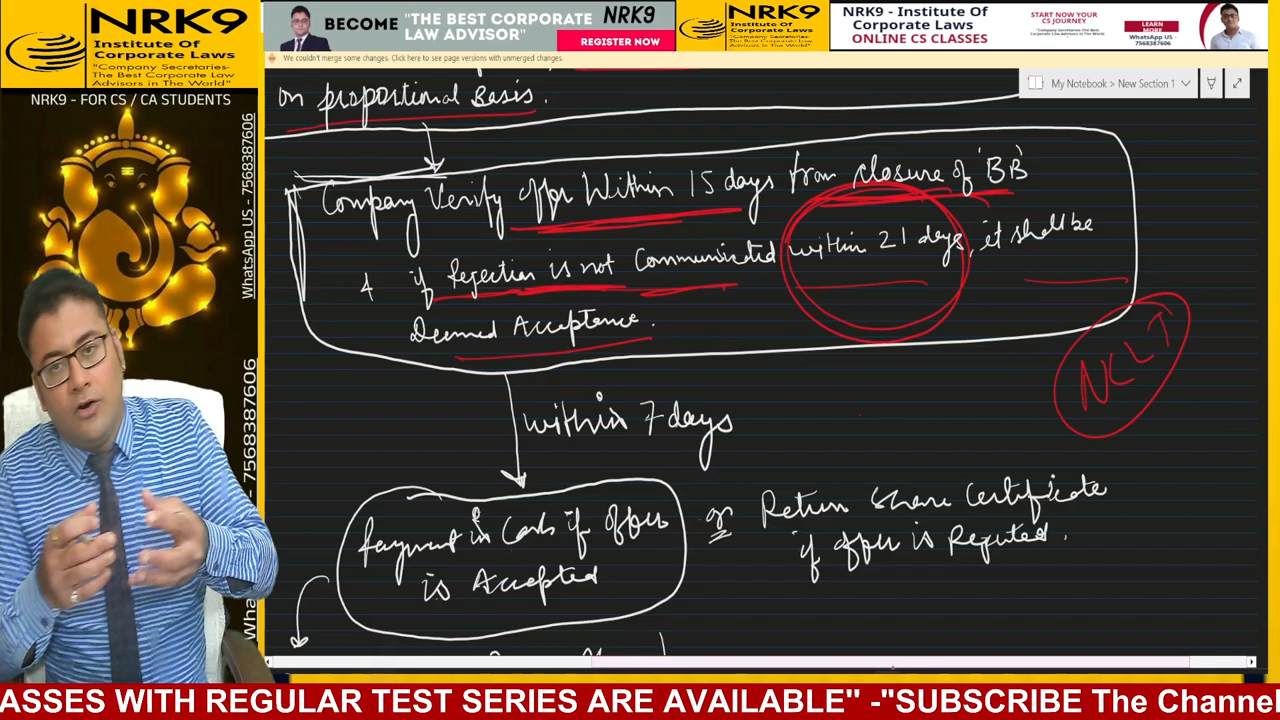 NRK9
Institute Of
Corporate Laws
"Company Secretaries-
The Best Corporate Law
Advisors in The World"
NRK9 - FOR CS / CA STUDENTS
BECOME "THE BEST CORPORATE
LAW ADVISOR"
NRK9
REGISTER NOW
NRK9
Institute Of
Corporate Laws
NRK9 - Institute Of
Corporate Laws
ONLINE CS CLASSES
START NOW YOUR
CS JOURNEY
LEARN
MORE
WhatsApp US -
7568387606
We couldn't merge some changes. Click here to see page versions with unmerged changes.
My Notebook > New Section 1
WhatsApp US - 7568387606
7568387606
on proportional Basis.
Company Verify offer Within 15 days from closure of 'BB'
& if Rejection is not Communicated within 21 days, it shall be
Deemed Acceptance.
NCLT
within 7 days
Payment in Cash if offer
is Accepted
or Return Share Certificate
if offer is Rejected.
ASSES WITH REGULAR TEST SERIES ARE AVAILABLE" -"SUBSCRIBE The Channel